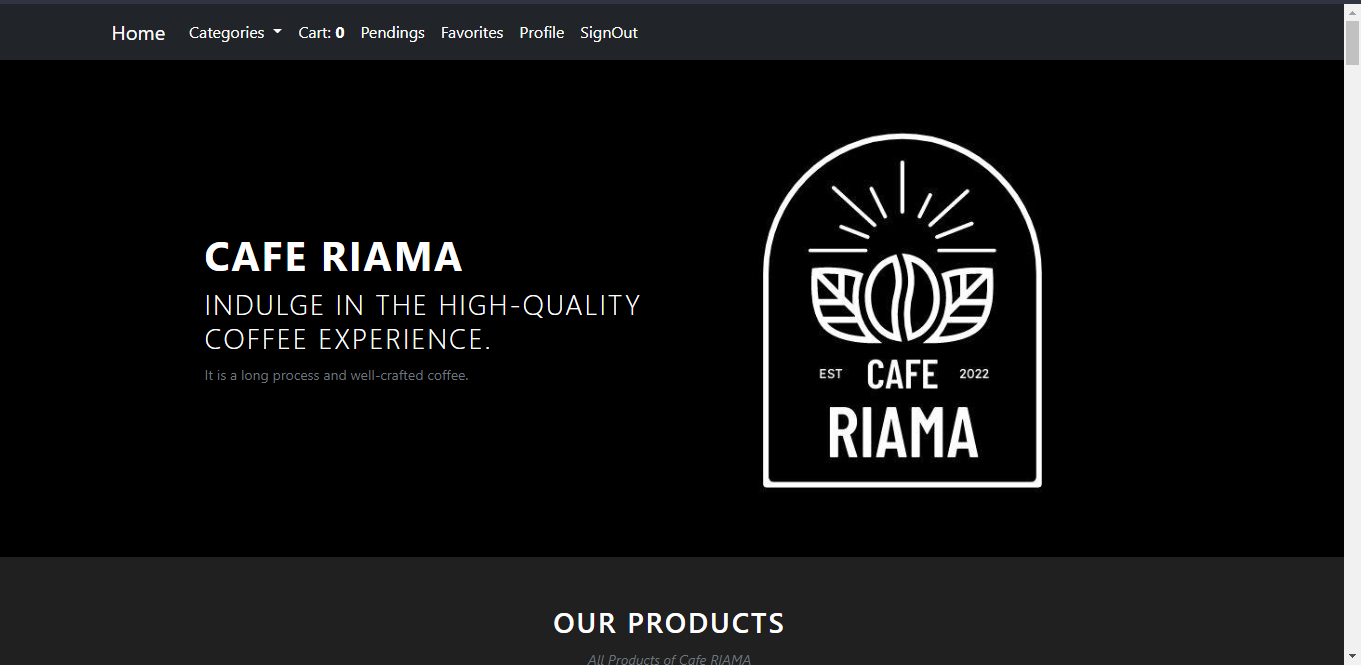 Home Categories Cart: 0 Pendings Favorites Profile SignOut
CAFE RIAMA
INDULGE IN THE HIGH-QUALITY
COFFEE EXPERIENCE.
It is a long process and well-crafted coffee.
EST CAFE 2022
RIAMA
OUR PRODUCTS
All Products of Cafe RIAMA